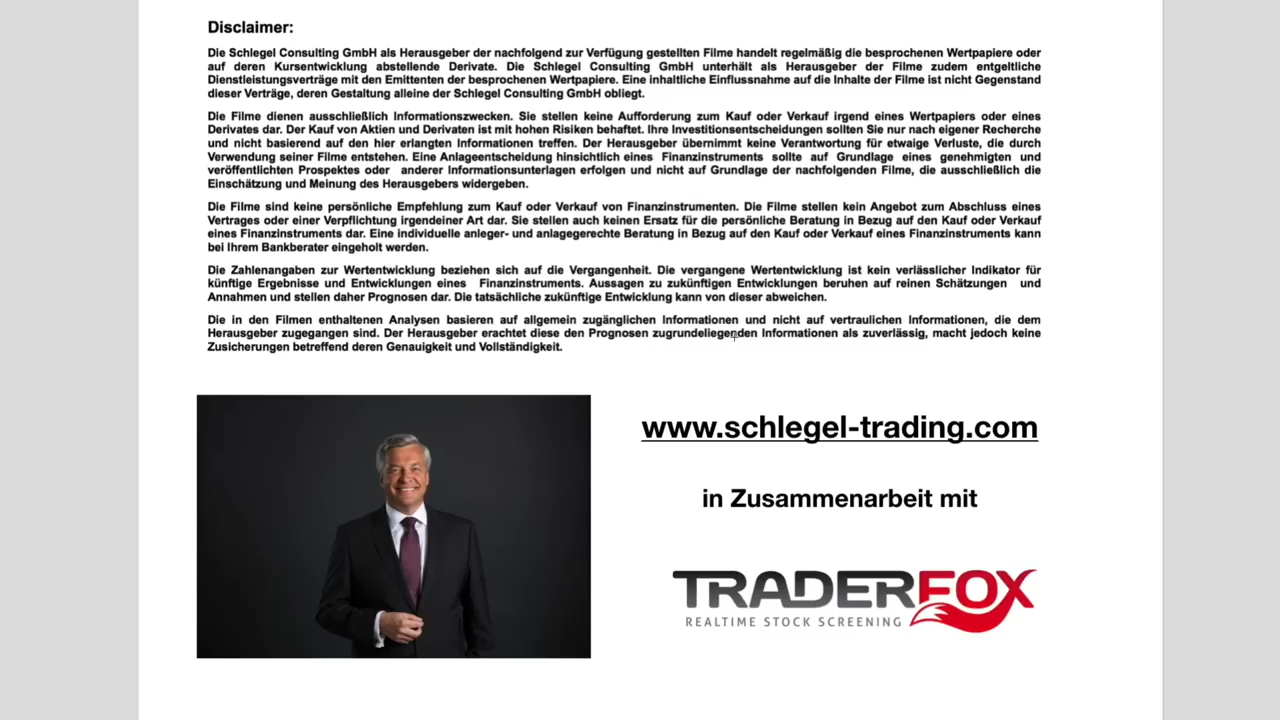 Disclaimer:
Die Schlegel Consulting GmbH als Herausgeber der nachfolgend zur Verfügung gestellten Filme handelt regelmäßig die besprochenen Wertpapiere oder
auf deren Kursentwicklung abstellende Derivate. Die Schlegel Consulting GmbH unterhält als Herausgeber der Filme zudem entgeltliche
Dienstleistungsverträge mit den Emittenten der besprochenen Wertpapiere. Eine inhaltliche Einflussnahme auf die Inhalte der Filme ist nicht Gegenstand
dieser Verträge, deren Gestaltung alleine der Schlegel Consulting GmbH obliegt.
Die Filme dienen ausschließlich Informationszwecken. Sie stellen keine Aufforderung zum Kauf oder Verkauf irgend eines Wertpapiers oder eines
Derivates dar. Der Kauf von Aktien und Derivaten ist mit hohen Risiken behaftet. Ihre Investitionsentscheidungen sollten Sie nur nach eigener Recherche
und nicht basierend auf den hier erlangten Informationen treffen. Der Herausgeber übernimmt keine Verantwortung für etwaige Verluste, die durch
Verwendung seiner Filme entstehen. Eine Anlageentscheidung hinsichtlich eines Finanzinstruments sollte auf Grundlage eines genehmigten und
veröffentlichten Prospektes oder anderer Informationsunterlagen erfolgen und nicht auf Grundlage der nachfolgenden Filme, die ausschließlich die
Einschätzung und Meinung des Herausgebers widergeben.
Die Filme sind keine persönliche Empfehlung zum Kauf oder Verkauf von Finanzinstrumenten. Die Filme stellen kein Angebot zum Abschluss eines
Vertrages oder einer Verpflichtung irgendeiner Art dar. Sie stellen auch keinen Ersatz für die persönliche Beratung in Bezug auf den Kauf oder Verkauf
eines Finanzinstruments dar. Eine individuelle anleger- und anlagegerechte Beratung in Bezug auf den Kauf oder Verkauf eines Finanzinstruments kann
bei Ihrem Bankberater eingeholt werden.
Die Zahlenangaben zur Wertentwicklung beziehen sich auf die Vergangenheit. Die vergangene Wertentwicklung ist kein verlässlicher Indikator für
künftige Ergebnisse und Entwicklungen eines Finanzinstruments. Aussagen zu zukünftigen Entwicklungen beruhen auf reinen Schätzungen und
Annahmen und stellen daher Prognosen dar. Die tatsächliche zukünftige Entwicklung kann von dieser abweichen.
Die in den Filmen enthaltenen Analysen basieren auf allgemein zugänglichen Informationen und nicht auf vertraulichen Informationen, die dem
Herausgeber zugegangen sind. Der Herausgeber erachtet diese den Prognosen zugrundeliegenden Informationen als zuverlässig, macht jedoch keine
Zusicherungen betreffend deren Genauigkeit und Vollständigkeit.
www.schlegel-trading.com
in Zusammenarbeit mit
TRADERFOX
REALTIME STOCK SCREENING